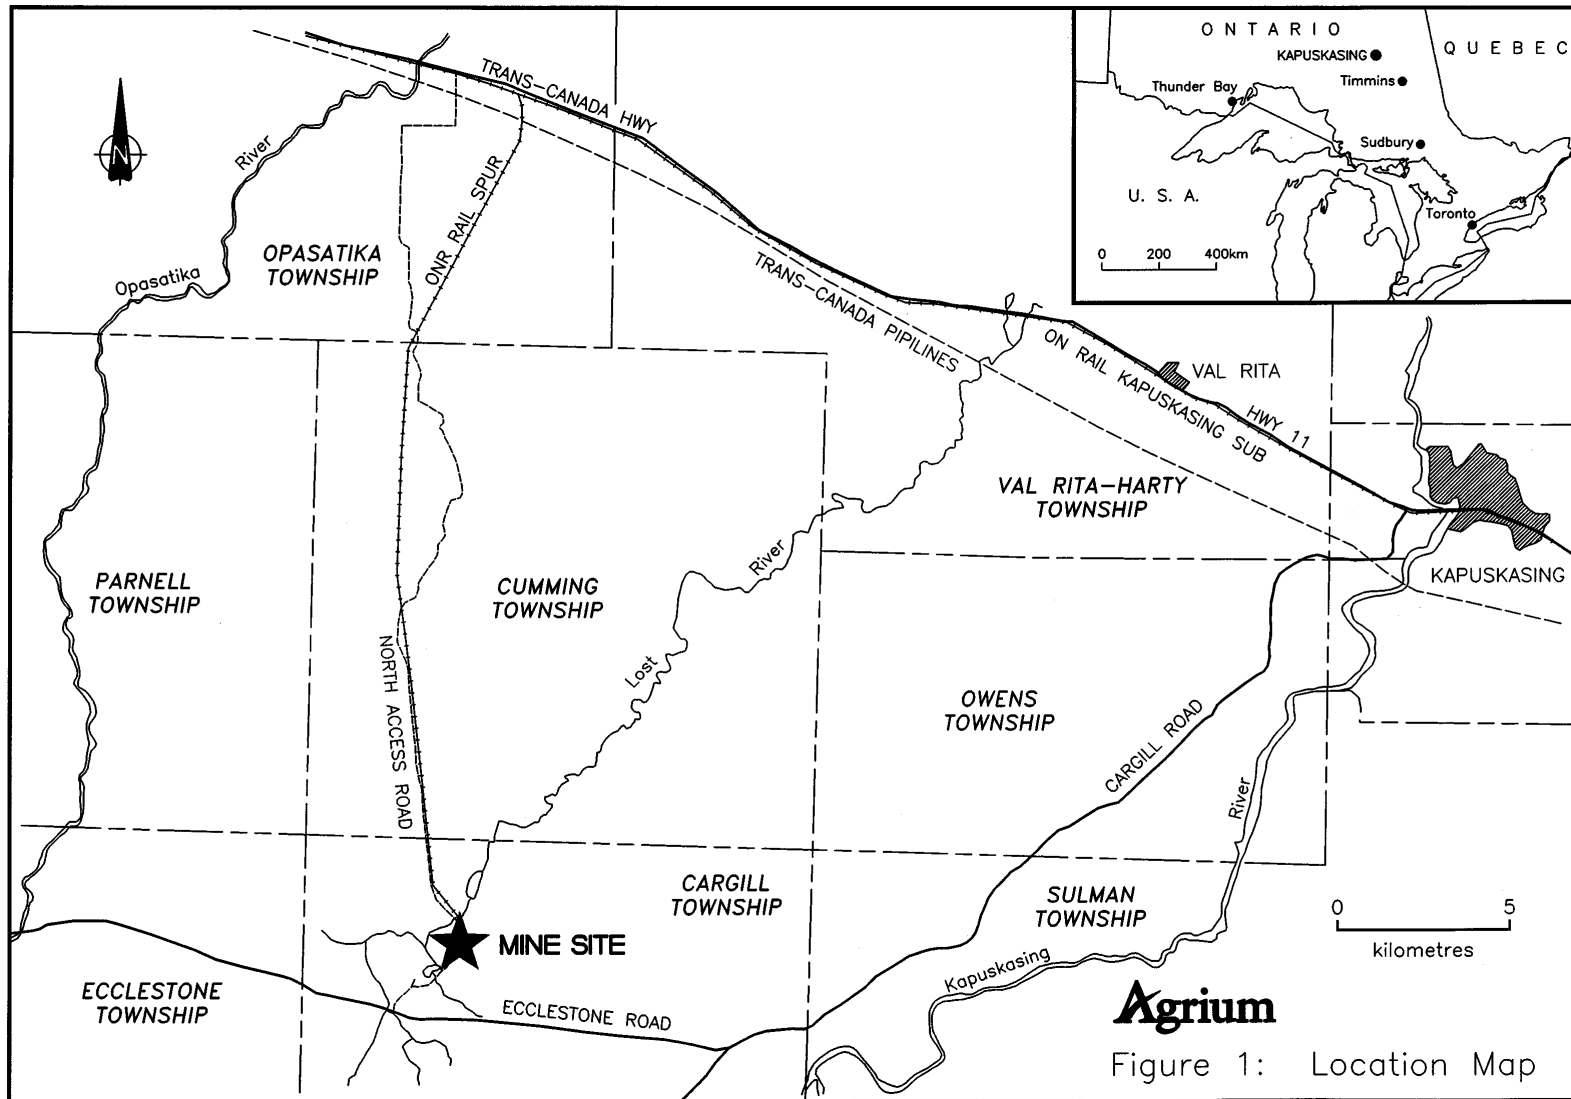 ONTARIO
KAPUSKASING
QUEBEC
Timmins
Thunder Bay
Sudbury
U. S. A.
Toronto
0 200 400km
TRANS-CANADA HWY
N
River
ONR RAIL SPUR
OPASATIKA
TOWNSHIP
Opasatika
TRANS-CANADA PIPILINES
ON RAIL KAPUSKASING SUB
VAL RITA
HWY 11
VAL RITA-HARTY
TOWNSHIP
River
KAPUSKASING
PARNELL
TOWNSHIP
CUMMING
TOWNSHIP
Lost
NORTH ACCESS ROAD
OWENS
TOWNSHIP
CARGILL ROAD
River
CARGILL
TOWNSHIP
SULMAN
TOWNSHIP
0 5
kilometres
MINE SITE
Kapuskasing
ECCLESTONE
TOWNSHIP
ECCLESTONE ROAD
Agrium
Figure 1: Location Map